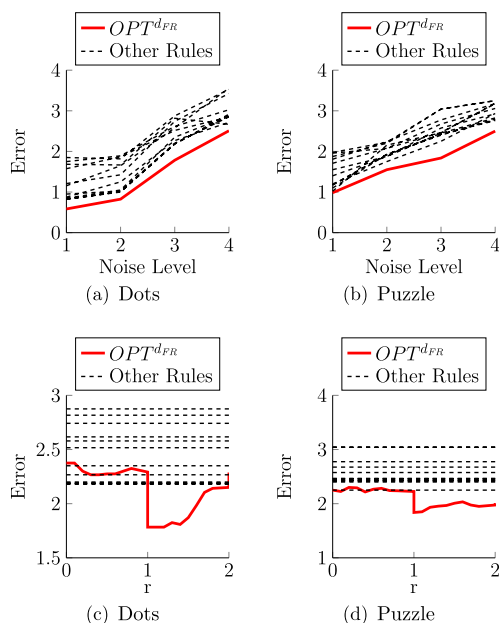 OPT^{d_{FR}}
Other Rules
4
3
2
1
0
Error
1 2 3 4
Noise Level
(a) Dots
OPT^{d_{FR}}
Other Rules
4
3
2
1
0
Error
1 2 3 4
Noise Level
(b) Puzzle
OPT^{d_{FR}}
Other Rules
3
2.5
2
1.5
Error
0 1 2
r
(c) Dots
OPT^{d_{FR}}
Other Rules
4
3
2
1
Error
0 1 2
r
(d) Puzzle